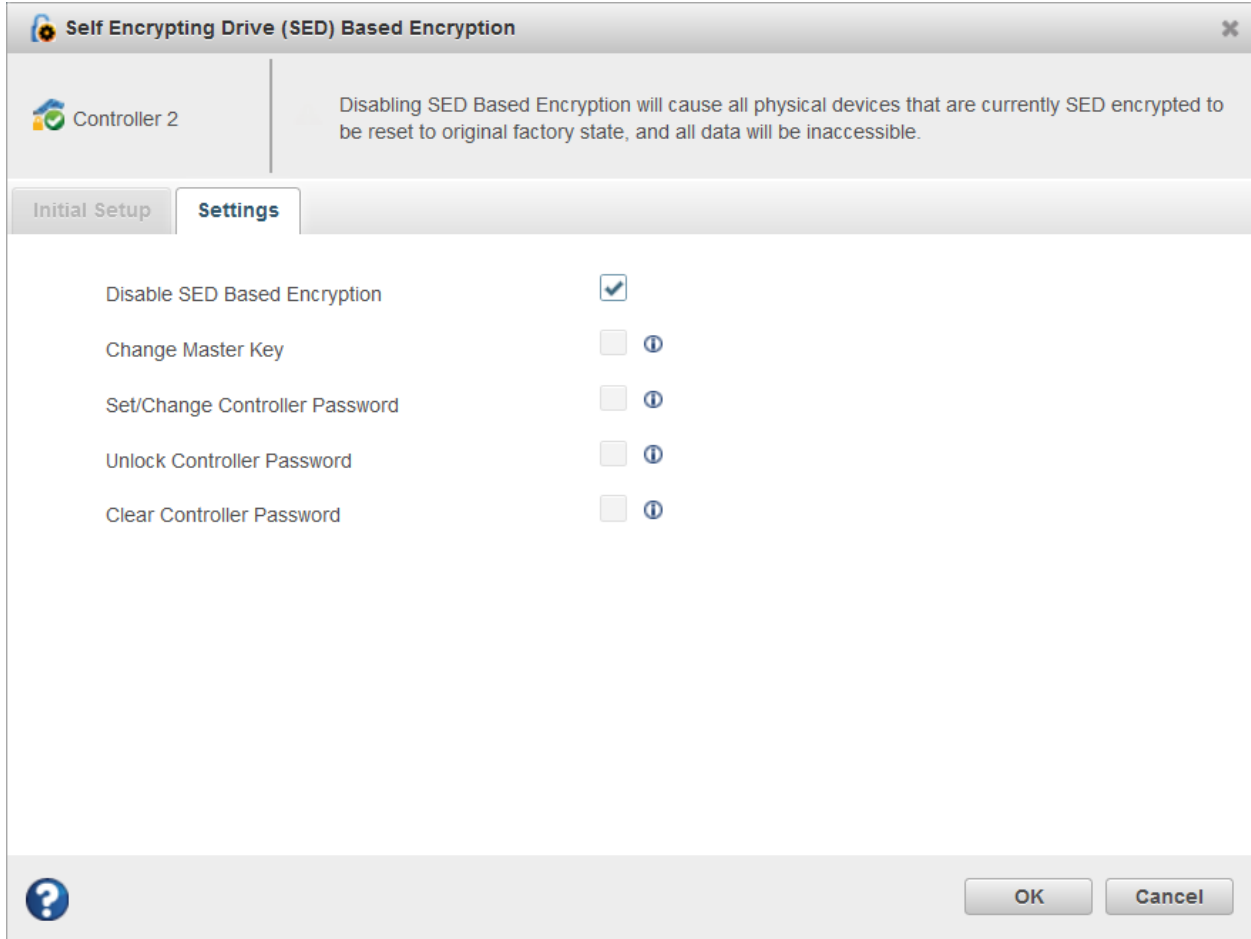 Self Encrypting Drive (SED) Based Encryption
Controller 2
Disabling SED Based Encryption will cause all physical devices that are currently SED encrypted to
be reset to original factory state, and all data will be inaccessible.
Initial Setup
Settings
Disable SED Based Encryption
Change Master Key
Set/Change Controller Password
Unlock Controller Password
Clear Controller Password
OK
Cancel